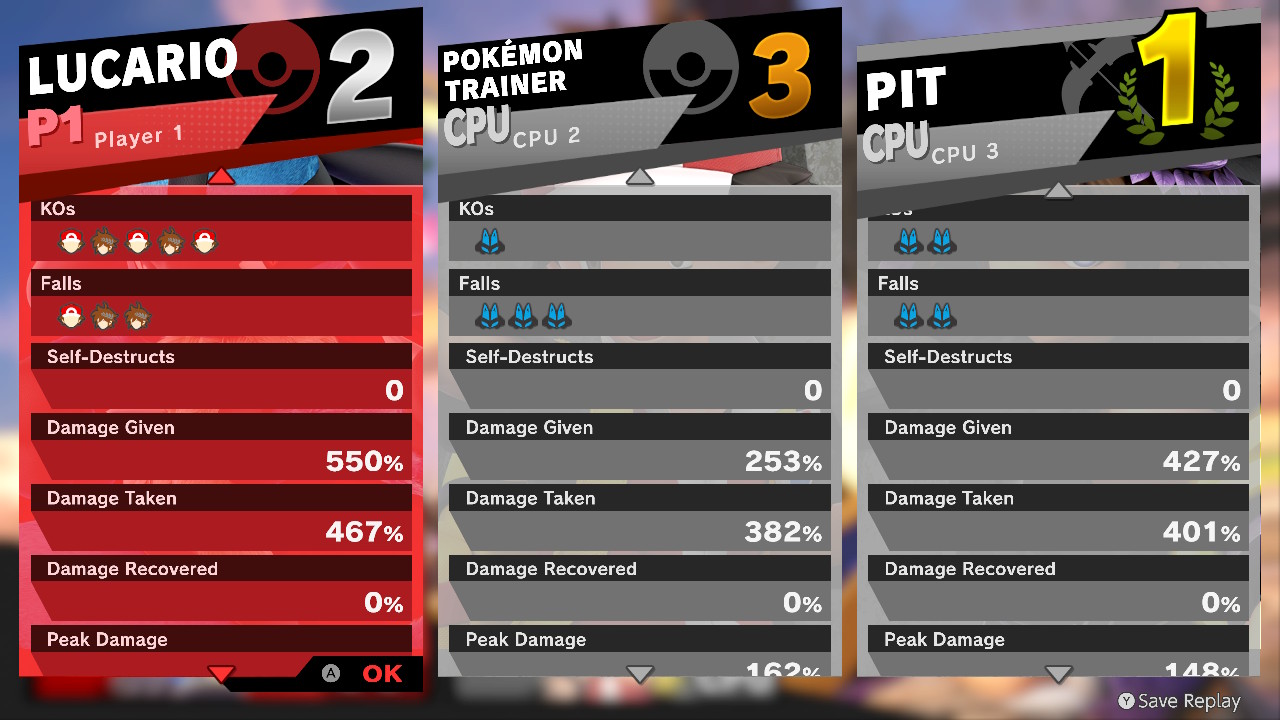 LUCARIO
2
P1 Player 1
KOs
Falls
Self-Destructs
0
Damage Given
550%
Damage Taken
467%
Damage Recovered
0%
Peak Damage
A OK
POKÉMON
TRAINER
3
CPU CPU 2
KOs
Falls
Self-Destructs
0
Damage Given
253%
Damage Taken
382%
Damage Recovered
0%
Peak Damage
162%
PIT
1
CPU CPU 3
KOs
Falls
Self-Destructs
0
Damage Given
427%
Damage Taken
401%
Damage Recovered
0%
Peak Damage
148%
Y Save Replay